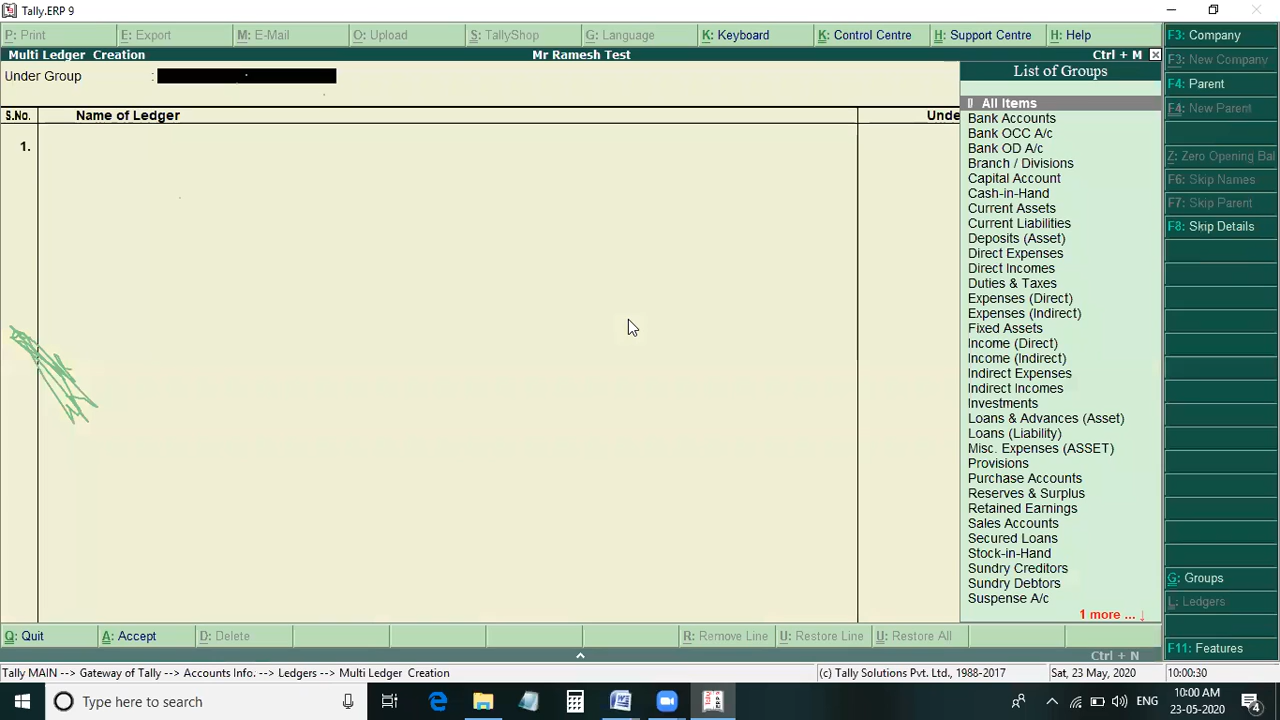 Tally.ERP 9
P: Print
E: Export
M: E-Mail
O: Upload
S: TallyShop
G: Language
K: Keyboard
K: Control Centre
H: Support Centre
H: Help
F3: Company
Multi Ledger Creation
Mr Ramesh Test
Ctrl + M
F3: New Company
Under Group :
List of Groups
F4: Parent
All Items
F4: New Parent
S.No.
Name of Ledger
Unde
1.
Bank Accounts
Bank OCC A/c
Bank OD A/c
Branch / Divisions
Capital Account
Cash-in-Hand
Current Assets
Current Liabilities
Deposits (Asset)
Direct Expenses
Direct Incomes
Duties & Taxes
Expenses (Direct)
Expenses (Indirect)
Fixed Assets
Income (Direct)
Income (Indirect)
Indirect Expenses
Indirect Incomes
Investments
Loans & Advances (Asset)
Loans (Liability)
Misc. Expenses (ASSET)
Provisions
Purchase Accounts
Reserves & Surplus
Retained Earnings
Sales Accounts
Secured Loans
Stock-in-Hand
Sundry Creditors
Sundry Debtors
Suspense A/c
1 more ... ↓
Z: Zero Opening Bal
F6: Skip Names
F7: Skip Parent
F8: Skip Details
G: Groups
L: Ledgers
F11: Features
Q: Quit
A: Accept
D: Delete
R: Remove Line
U: Restore Line
U: Restore All
Ctrl + N
Tally MAIN --> Gateway of Tally --> Accounts Info. --> Ledgers --> Multi Ledger Creation
(c) Tally Solutions Pvt. Ltd., 1988-2017
Sat, 23 May, 2020
10:00:30
Type here to search
ENG
10:00 AM
23-05-2020
4